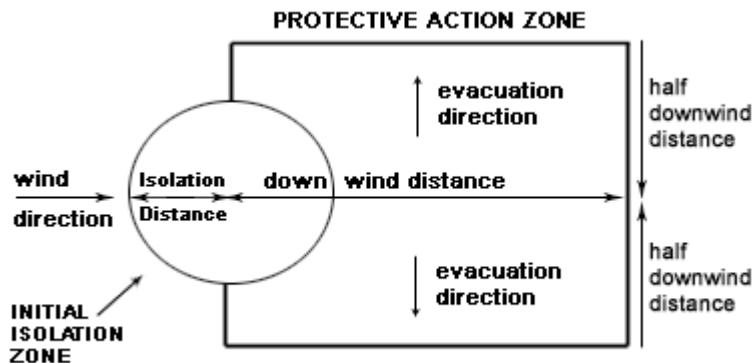 PROTECTIVE ACTION ZONE
evacuation
direction
half
downwind
distance
wind
direction
Isolation
Distance
down wind distance
evacuation
direction
half
downwind
distance
INITIAL
ISOLATION
ZONE